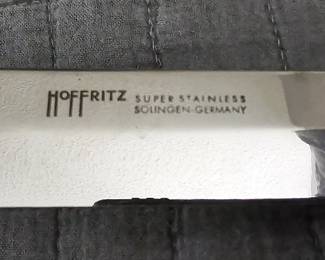 HOFFRITZ SUPER STAINLESS
SOLINGEN-GERMANY